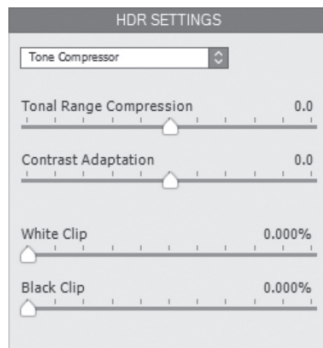 HDR SETTINGS
Tone Compressor
Tonal Range Compression 0.0
Contrast Adaptation 0.0
White Clip 0.000%
Black Clip 0.000%